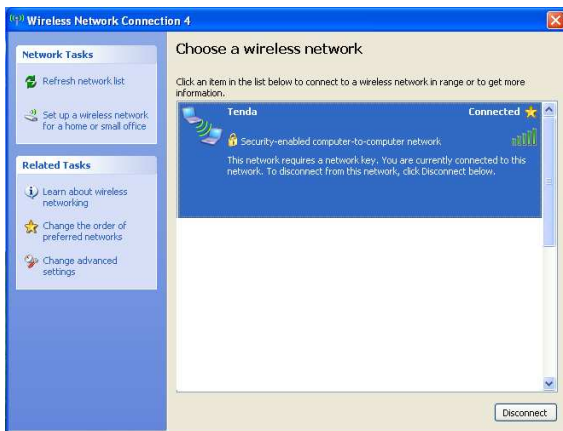 Wireless Network Connection 4
Network Tasks
Refresh network list
Set up a wireless network
for a home or small office
Related Tasks
Learn about wireless
networking
Change the order of
preferred networks
Change advanced
settings
Choose a wireless network
Click an item in the list below to connect to a wireless network in range or to get more
information.
Tenda Connected
Security-enabled computer-to-computer network
This network requires a network key. You are currently connected to this
network. To disconnect from this network, click Disconnect below.
Disconnect